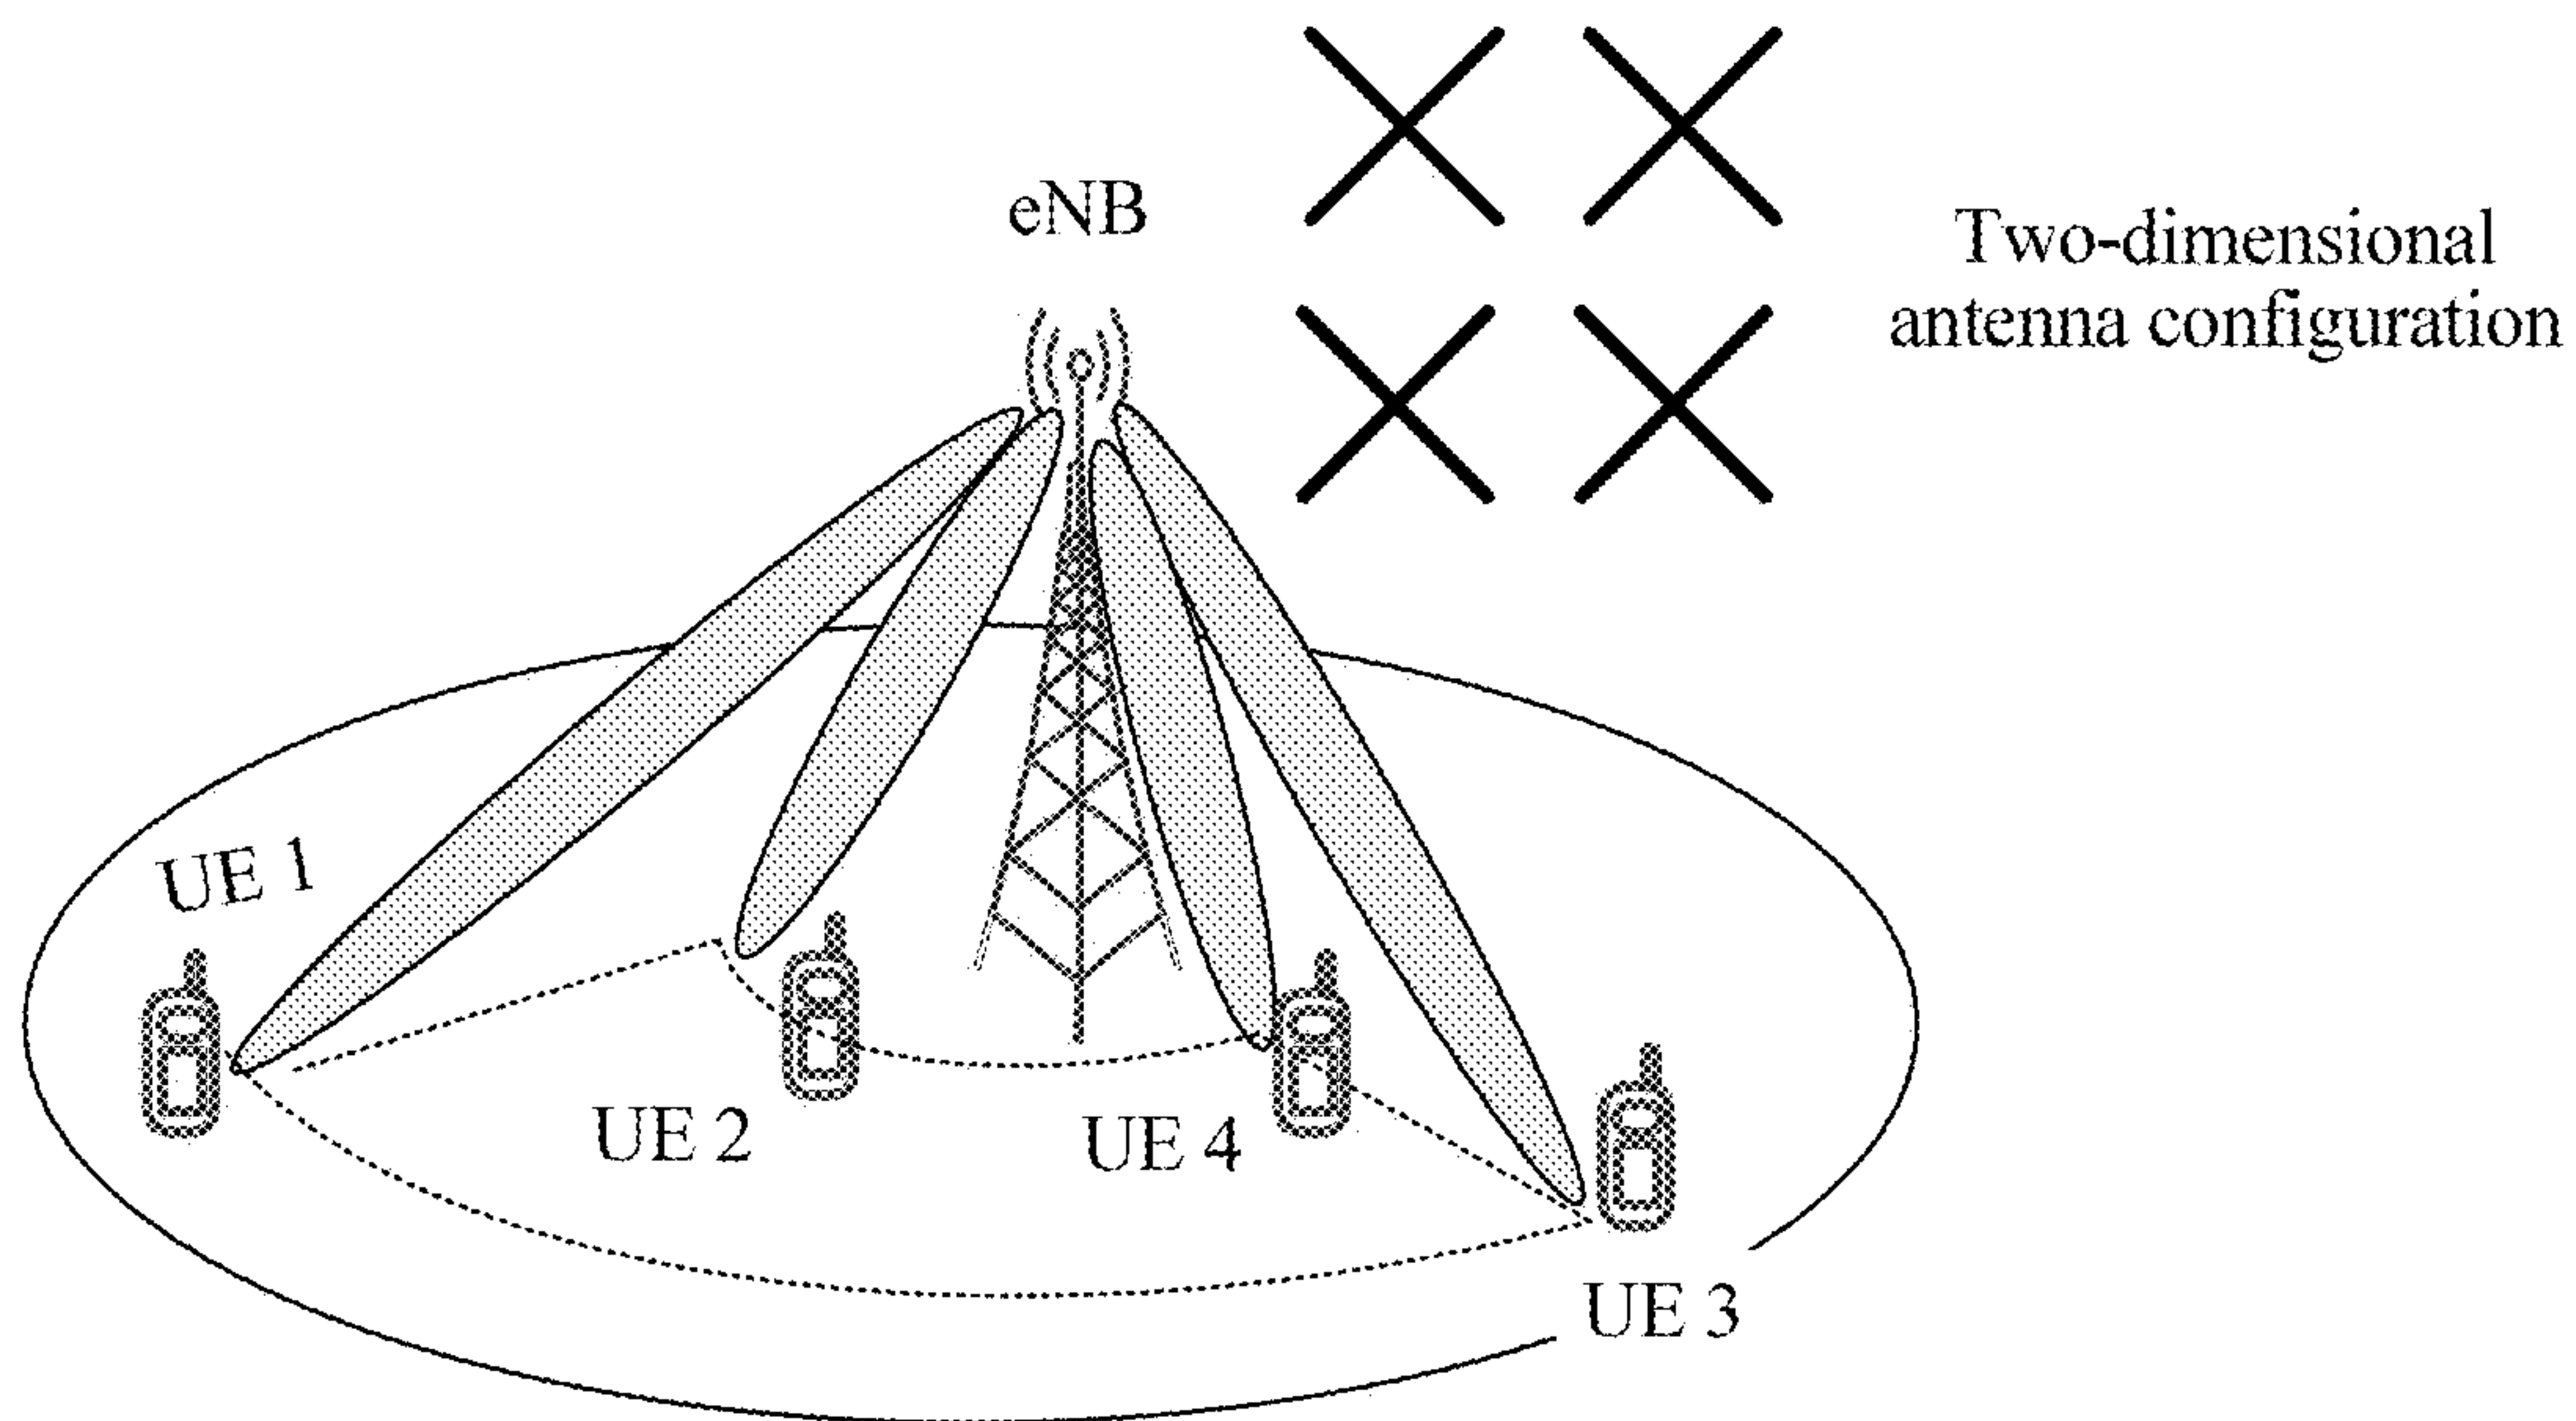 eNB
Two-dimensional
antenna configuration
UE 1
UE 2
UE 4
UE 3